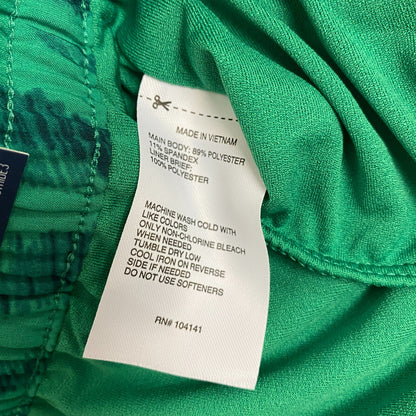 MADE IN VIETNAM
MAIN BODY: 89% POLYESTER
11% SPANDEX
LINER BRIEF:
100% POLYESTER
MACHINE WASH COLD WITH
LIKE COLORS
ONLY NON-CHLORINE BLEACH
WHEN NEEDED
TUMBLE DRY LOW
COOL IRON ON REVERSE
SIDE IF NEEDED
DO NOT USE SOFTENERS
RN# 104141